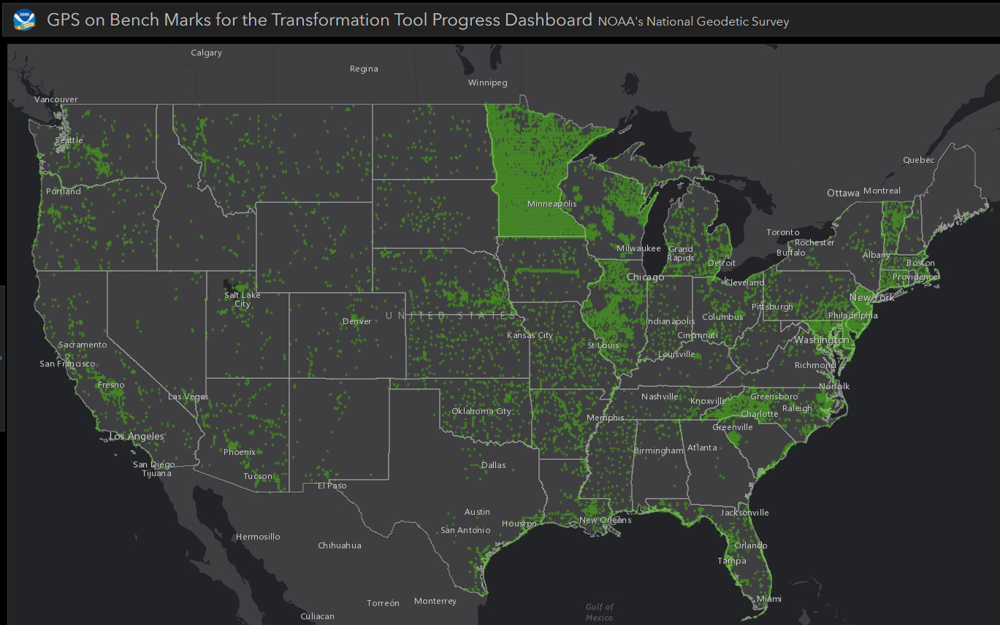 GPS on Bench Marks for the Transformation Tool Progress Dashboard NOAA's National Geodetic Survey
Calgary
Regina
Winnipeg
Vancouver
Seattle
Quebec
Portland
Ottawa
Montreal
Minneapolis
Toronto
Rochester
Buffalo
Milwaukee
Grand
Rapids
Detroit
Albany
Boston
Chicago
Cleveland
Providence
Salt Lake
City
New York
Denver
UNITED STATES
Pittsburgh
Indianapolis
Columbus
Philadelphia
Kansas City
Cincinnati
Washington
Sacramento
St Louis
Louisville
San Francisco
Richmond
Fresno
Norfolk
Las Vegas
Nashville
Knoxville
Greensboro
Raleigh
Oklahoma City
Memphis
Charlotte
Greenville
Los Angeles
Phoenix
Birmingham
Atlanta
San Diego
Tijuana
Dallas
Tucson
El Paso
Austin
Jacksonville
San Antonio
Houston
New Orleans
Hermosillo
Chihuahua
Orlando
Tampa
Torreón
Monterrey
Miami
Gulf of
Mexico
Culiacan